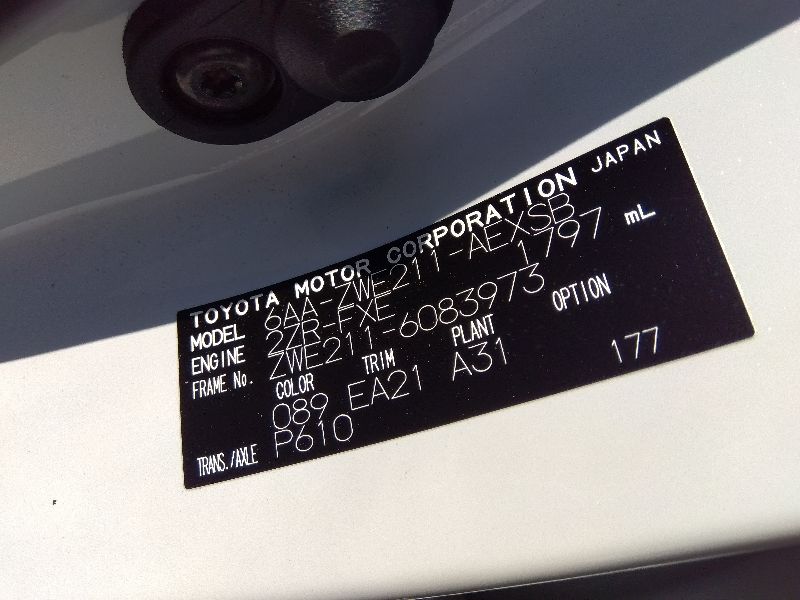 TOYOTA MOTOR CORPORATION JAPAN
MODEL 6AA-ZWE211-AEXSB
ENGINE 2ZR-FXE 1797 mL
FRAME No. ZWE211-6083973
COLOR TRIM PLANT OPTION
089 EA21 A31 177
TRANS./AXLE P610